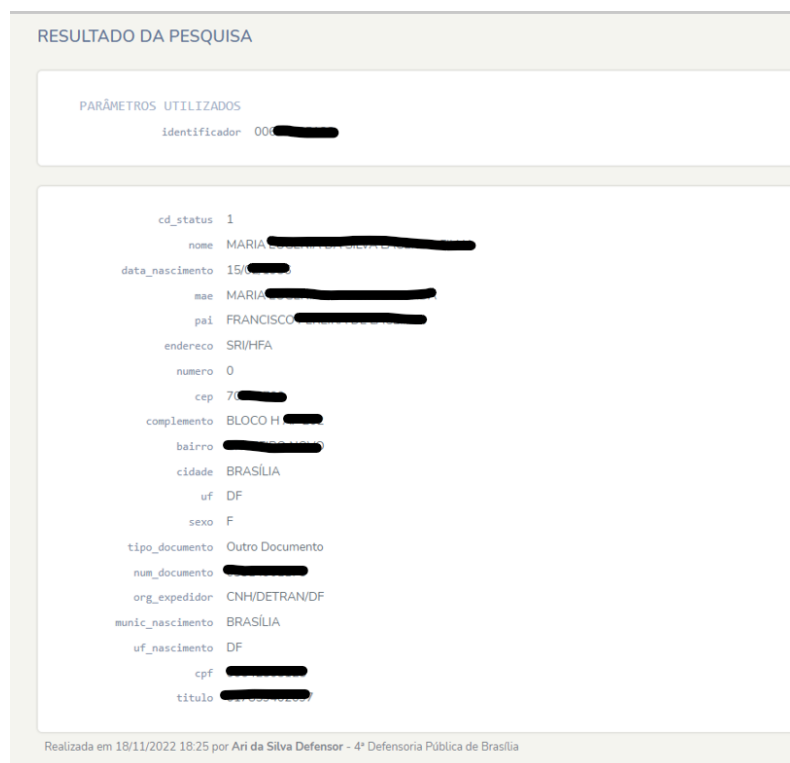 RESULTADO DA PESQUISA
PARÂMETROS UTILIZADOS
identificador 006
cd_status 1
nome MARIA
data_nascimento 15/
mae MARIA
pai FRANCISCO
endereco SRI/HFA
numero 0
cep 70
complemento BLOCO H
bairro
cidade BRASÍLIA
uf DF
sexo F
tipo_documento Outro Documento
num_documento
org_expedidor CNH/DETRAN/DF
munic_nascimento BRASÍLIA
uf_nascimento DF
cpf
titulo
Realizada em 18/11/2022 18:25 por Ari da Silva Defensor - 4ª Defensoria Pública de Brasília